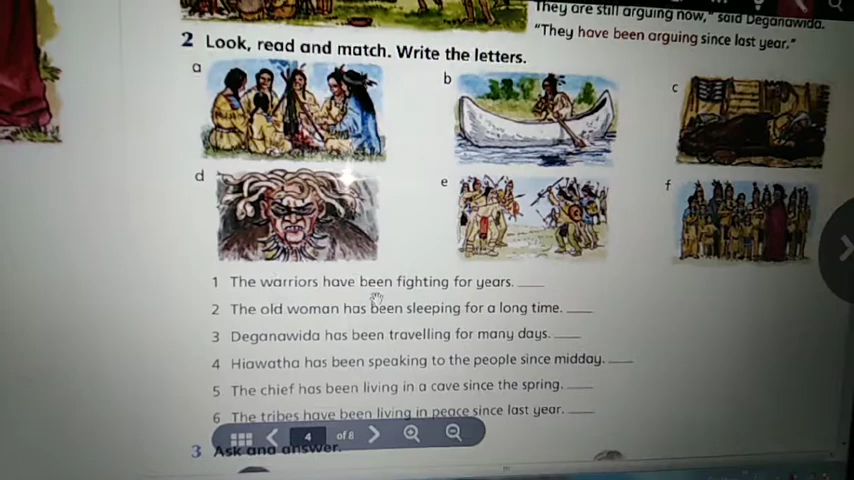 They are still arguing now," said Deganawida.
"They have been arguing since last year."
2 Look, read and match. Write the letters.
a
b
c
d
e
f
1 The warriors have been fighting for years.
2 The old woman has been sleeping for a long time.
3 Deganawida has been travelling for many days.
4 Hiawatha has been speaking to the people since midday.
5 The chief has been living in a cave since the spring.
6 The tribes have been living in peace since last year.
4 of 8
3 Ask and answer.